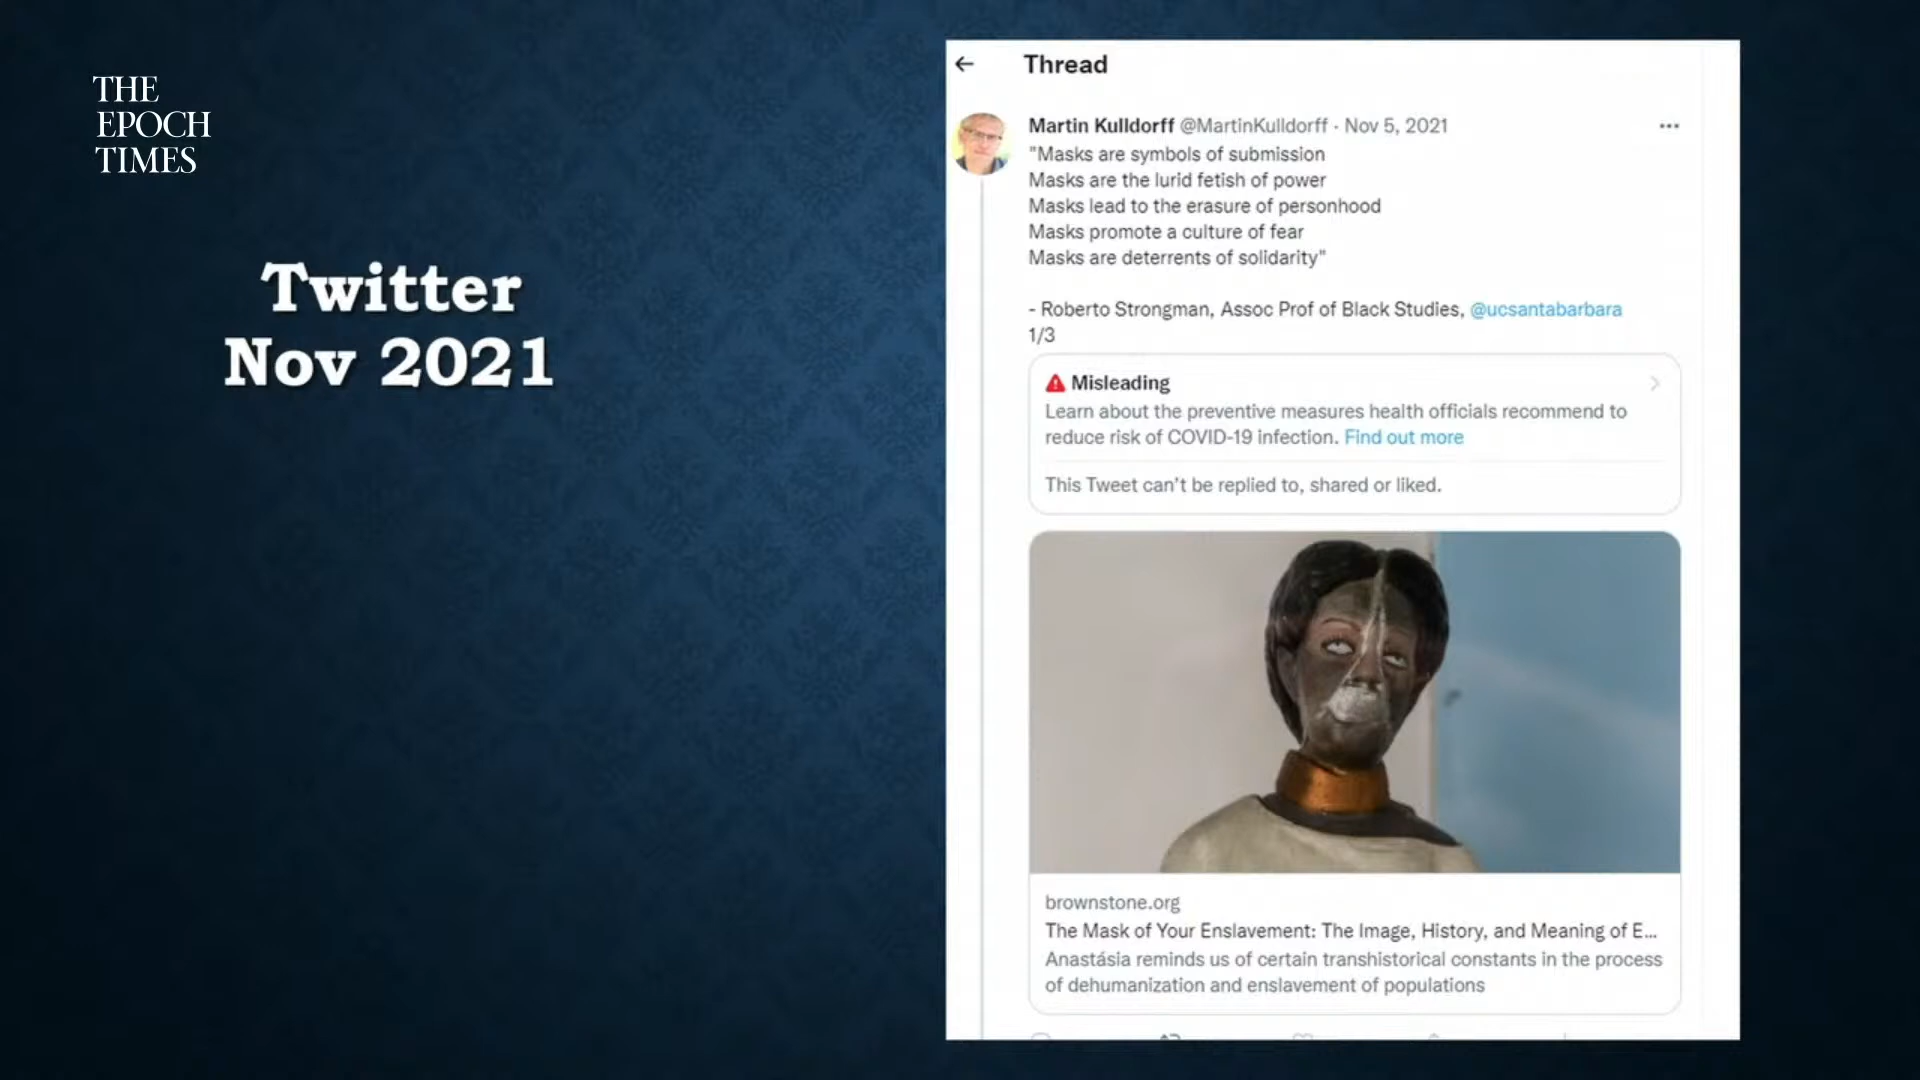 THE
EPOCH
TIMES
Twitter
Nov 2021
Thread
Martin Kulldorff @MartinKulldorff · Nov 5, 2021
"Masks are symbols of submission
Masks are the lurid fetish of power
Masks lead to the erasure of personhood
Masks promote a culture of fear
Masks are deterrents of solidarity"
- Roberto Strongman, Assoc Prof of Black Studies, @ucsantabarbara
1/3
Misleading
Learn about the preventive measures health officials recommend to
reduce risk of COVID-19 infection. Find out more
This Tweet can't be replied to, shared or liked.
brownstone.org
The Mask of Your Enslavement: The Image, History, and Meaning of E...
Anastásia reminds us of certain transhistorical constants in the process
of dehumanization and enslavement of populations